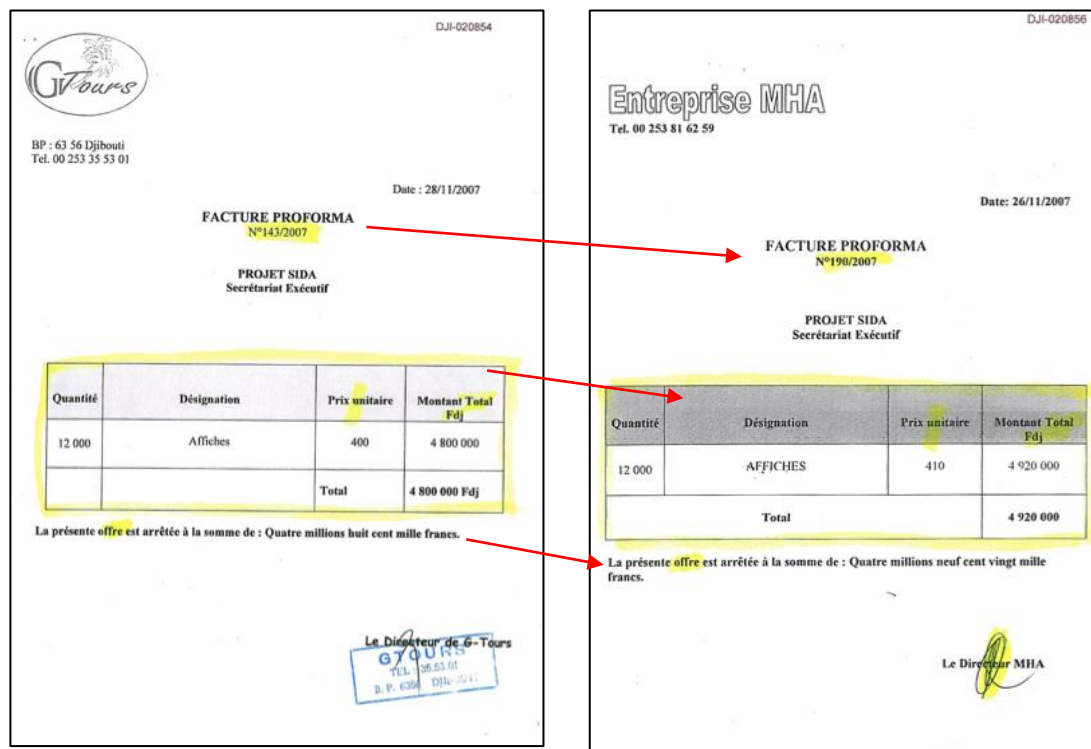 DJI-020854
GTours
BP : 63 56 Djibouti
Tel. 00 253 35 53 01
Date : 28/11/2007
FACTURE PROFORMA
N°143/2007
PROJET SIDA
Secrétariat Exécutif
Quantité Désignation Prix unitaire Montant Total Fdj
12 000 Affiches 400 4 800 000
Total 4 800 000 Fdj
La présente offre est arrêtée à la somme de : Quatre millions huit cent mille francs.
Le Directeur de G-Tours
GTOURS
TEL : 35.53.01
B. P. 6356
DJI-020856
Entreprise MHA
Tel. 00 253 81 62 59
Date: 26/11/2007
FACTURE PROFORMA
N°190/2007
PROJET SIDA
Secrétariat Exécutif
Quantité Désignation Prix unitaire Montant Total Fdj
12 000 AFFICHES 410 4 920 000
Total 4 920 000
La présente offre est arrêtée à la somme de : Quatre millions neuf cent vingt mille
francs.
Le Directeur MHA